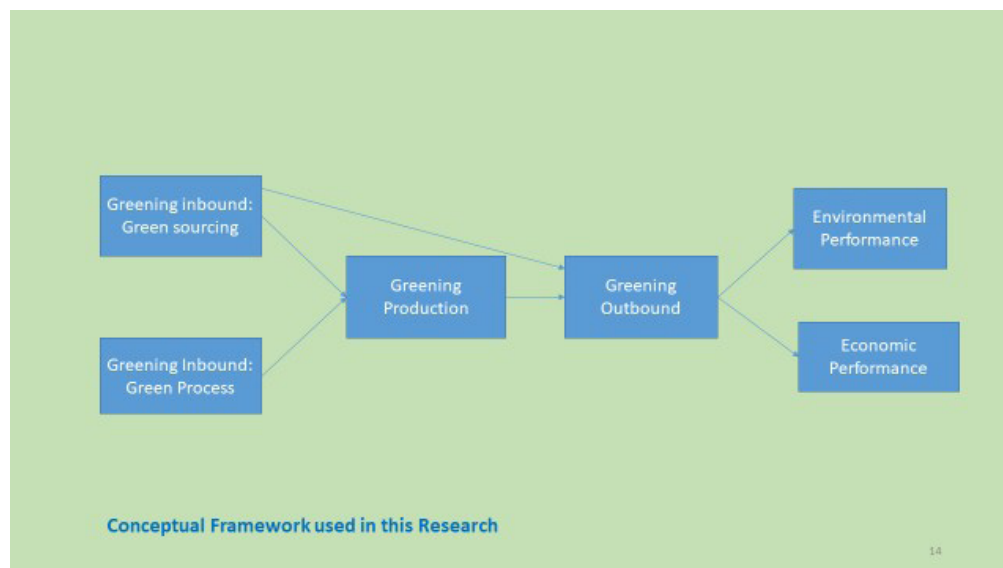 Greening inbound:
Green sourcing
Greening Inbound:
Green Process
Greening
Production
Greening
Outbound
Environmental
Performance
Economic
Performance
Conceptual Framework used in this Research
14